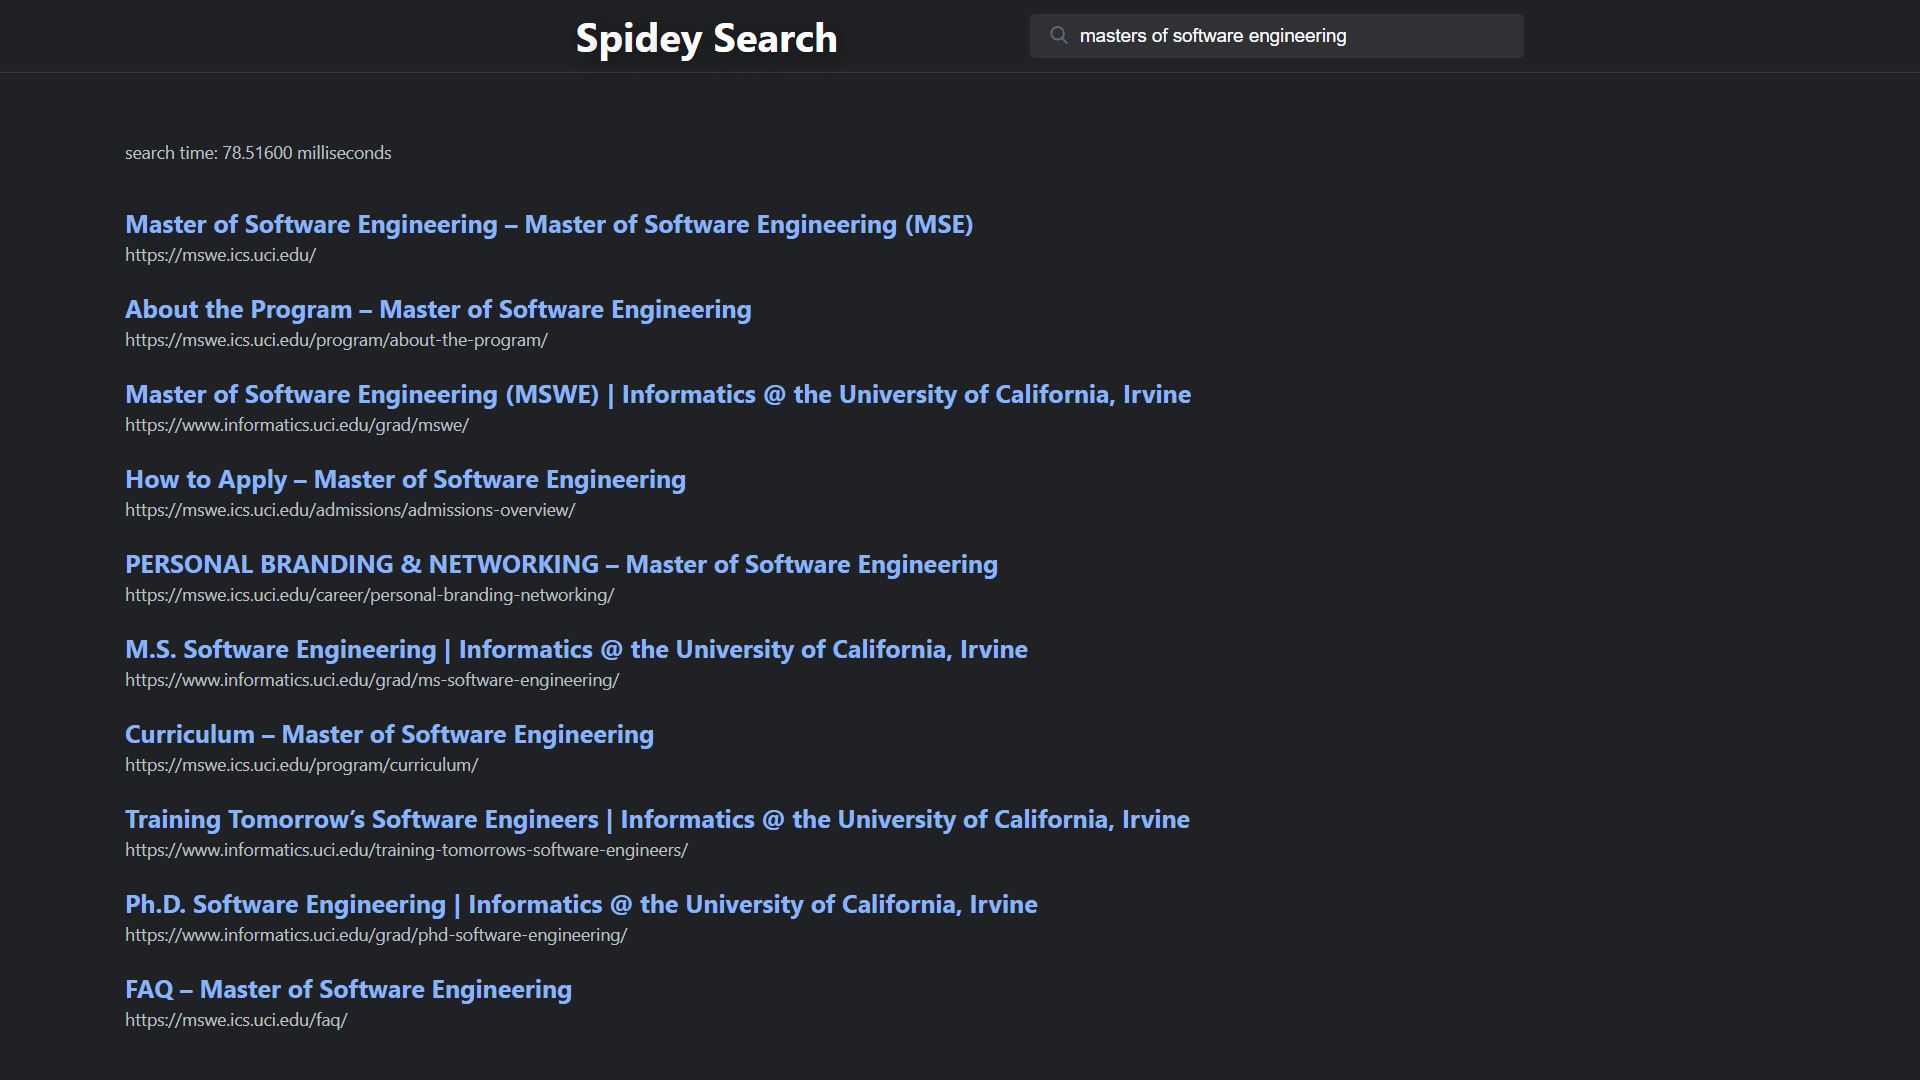 Spidey Search
masters of software engineering
search time: 78.51600 milliseconds
Master of Software Engineering – Master of Software Engineering (MSE)
https://mswe.ics.uci.edu/
About the Program – Master of Software Engineering
https://mswe.ics.uci.edu/program/about-the-program/
Master of Software Engineering (MSWE) | Informatics @ the University of California, Irvine
https://www.informatics.uci.edu/grad/mswe/
How to Apply – Master of Software Engineering
https://mswe.ics.uci.edu/admissions/admissions-overview/
PERSONAL BRANDING & NETWORKING – Master of Software Engineering
https://mswe.ics.uci.edu/career/personal-branding-networking/
M.S. Software Engineering | Informatics @ the University of California, Irvine
https://www.informatics.uci.edu/grad/ms-software-engineering/
Curriculum – Master of Software Engineering
https://mswe.ics.uci.edu/program/curriculum/
Training Tomorrow’s Software Engineers | Informatics @ the University of California, Irvine
https://www.informatics.uci.edu/training-tomorrows-software-engineers/
Ph.D. Software Engineering | Informatics @ the University of California, Irvine
https://www.informatics.uci.edu/grad/phd-software-engineering/
FAQ – Master of Software Engineering
https://mswe.ics.uci.edu/faq/